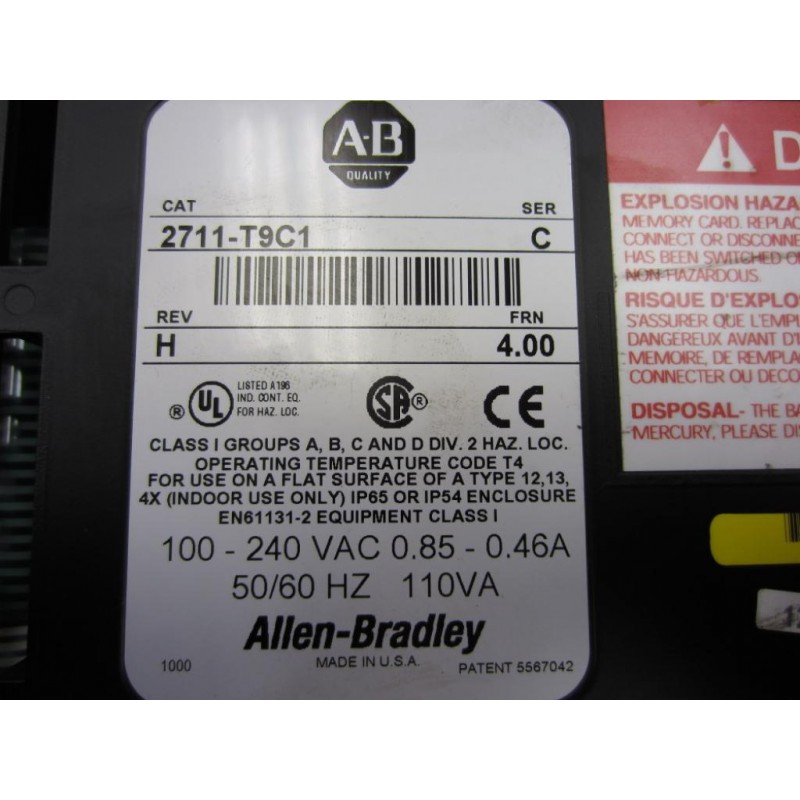 A-B
QUALITY
CAT
SER
2711-T9C1
C
REV
FRN
H
4.00
® UL
LISTED A196
IND. CONT. EQ.
FOR HAZ. LOC.
SA ®
CE
CLASS I GROUPS A, B, C AND D DIV. 2 HAZ. LOC.
OPERATING TEMPERATURE CODE T4
FOR USE ON A FLAT SURFACE OF A TYPE 12,13,
4X (INDOOR USE ONLY) IP65 OR IP54 ENCLOSURE
EN61131-2 EQUIPMENT CLASS I
100 - 240 VAC 0.85 - 0.46A
50/60 HZ 110VA
Allen-Bradley
1000
MADE IN U.S.A.
PATENT 5567042
D
EXPLOSION HAZA
MEMORY CARD. REPLAC
CONNECT OR DISCONNE
HAS BEEN SWITCHED O
NON-HAZARDOUS.
RISQUE D'EXPLO
S'ASSURER QUE L'EMPL
DANGEREUX AVANT D'I
MEMOIRE, DE REMPLA
CONNECTER OU DECO
DISPOSAL- THE BA
MERCURY, PLEASE DIS